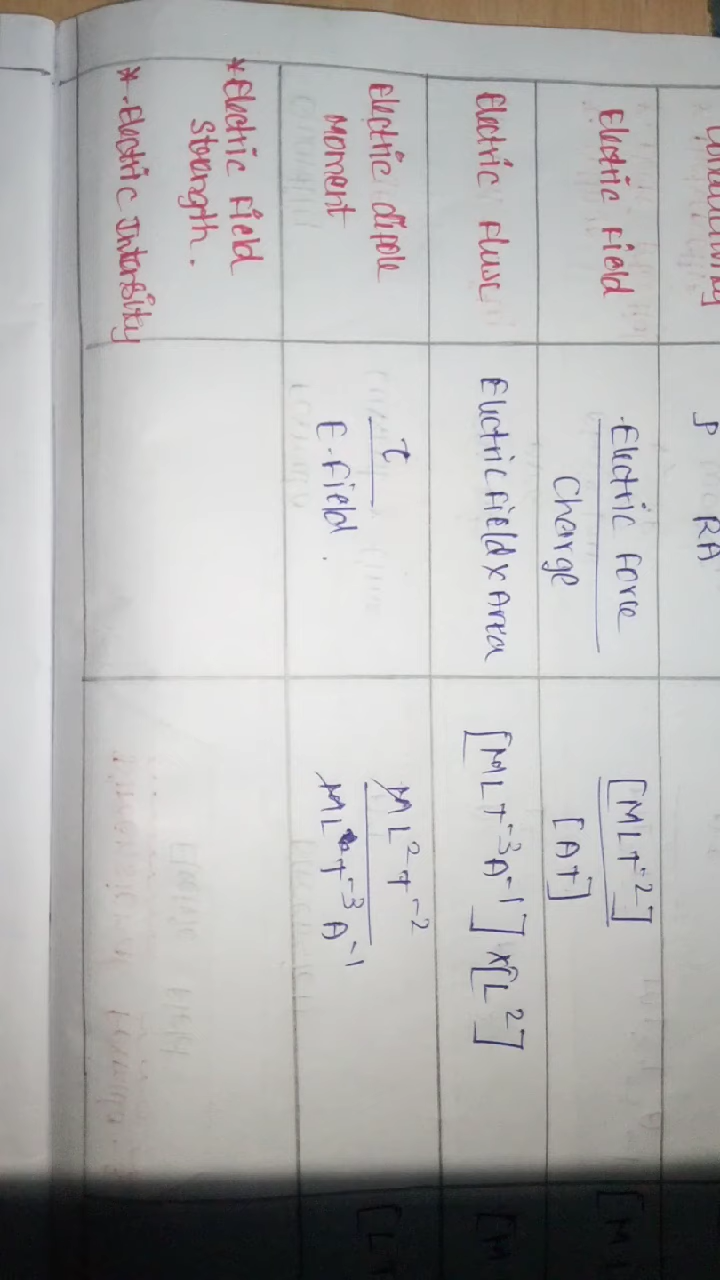 ρ RA
Electric Field
Electric Force
Charge
[MLT⁻²]
[AT]
[M
Electric Flux
Electric Field × Area
[MLT⁻³A⁻¹] × [L²]
[M
Electric dipole
Moment
τ
E-Field.
ML²T⁻²
MLT⁻³A⁻¹
[L
*Electric Field
Strength.
*-Electric Intensity